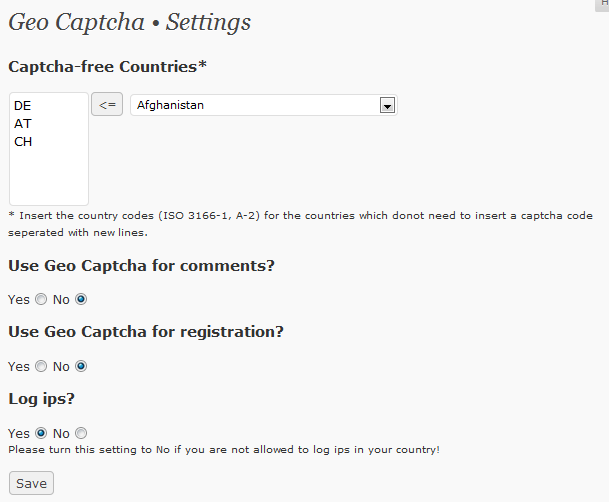 Geo Captcha • Settings
Captcha-free Countries*
DE
AT
CH
<=
Afghanistan
* Insert the country codes (ISO 3166-1, A-2) for the countries which donot need to insert a captcha code
seperated with new lines.
Use Geo Captcha for comments?
Yes No
Use Geo Captcha for registration?
Yes No
Log ips?
Yes No
Please turn this setting to No if you are not allowed to log ips in your country!
Save